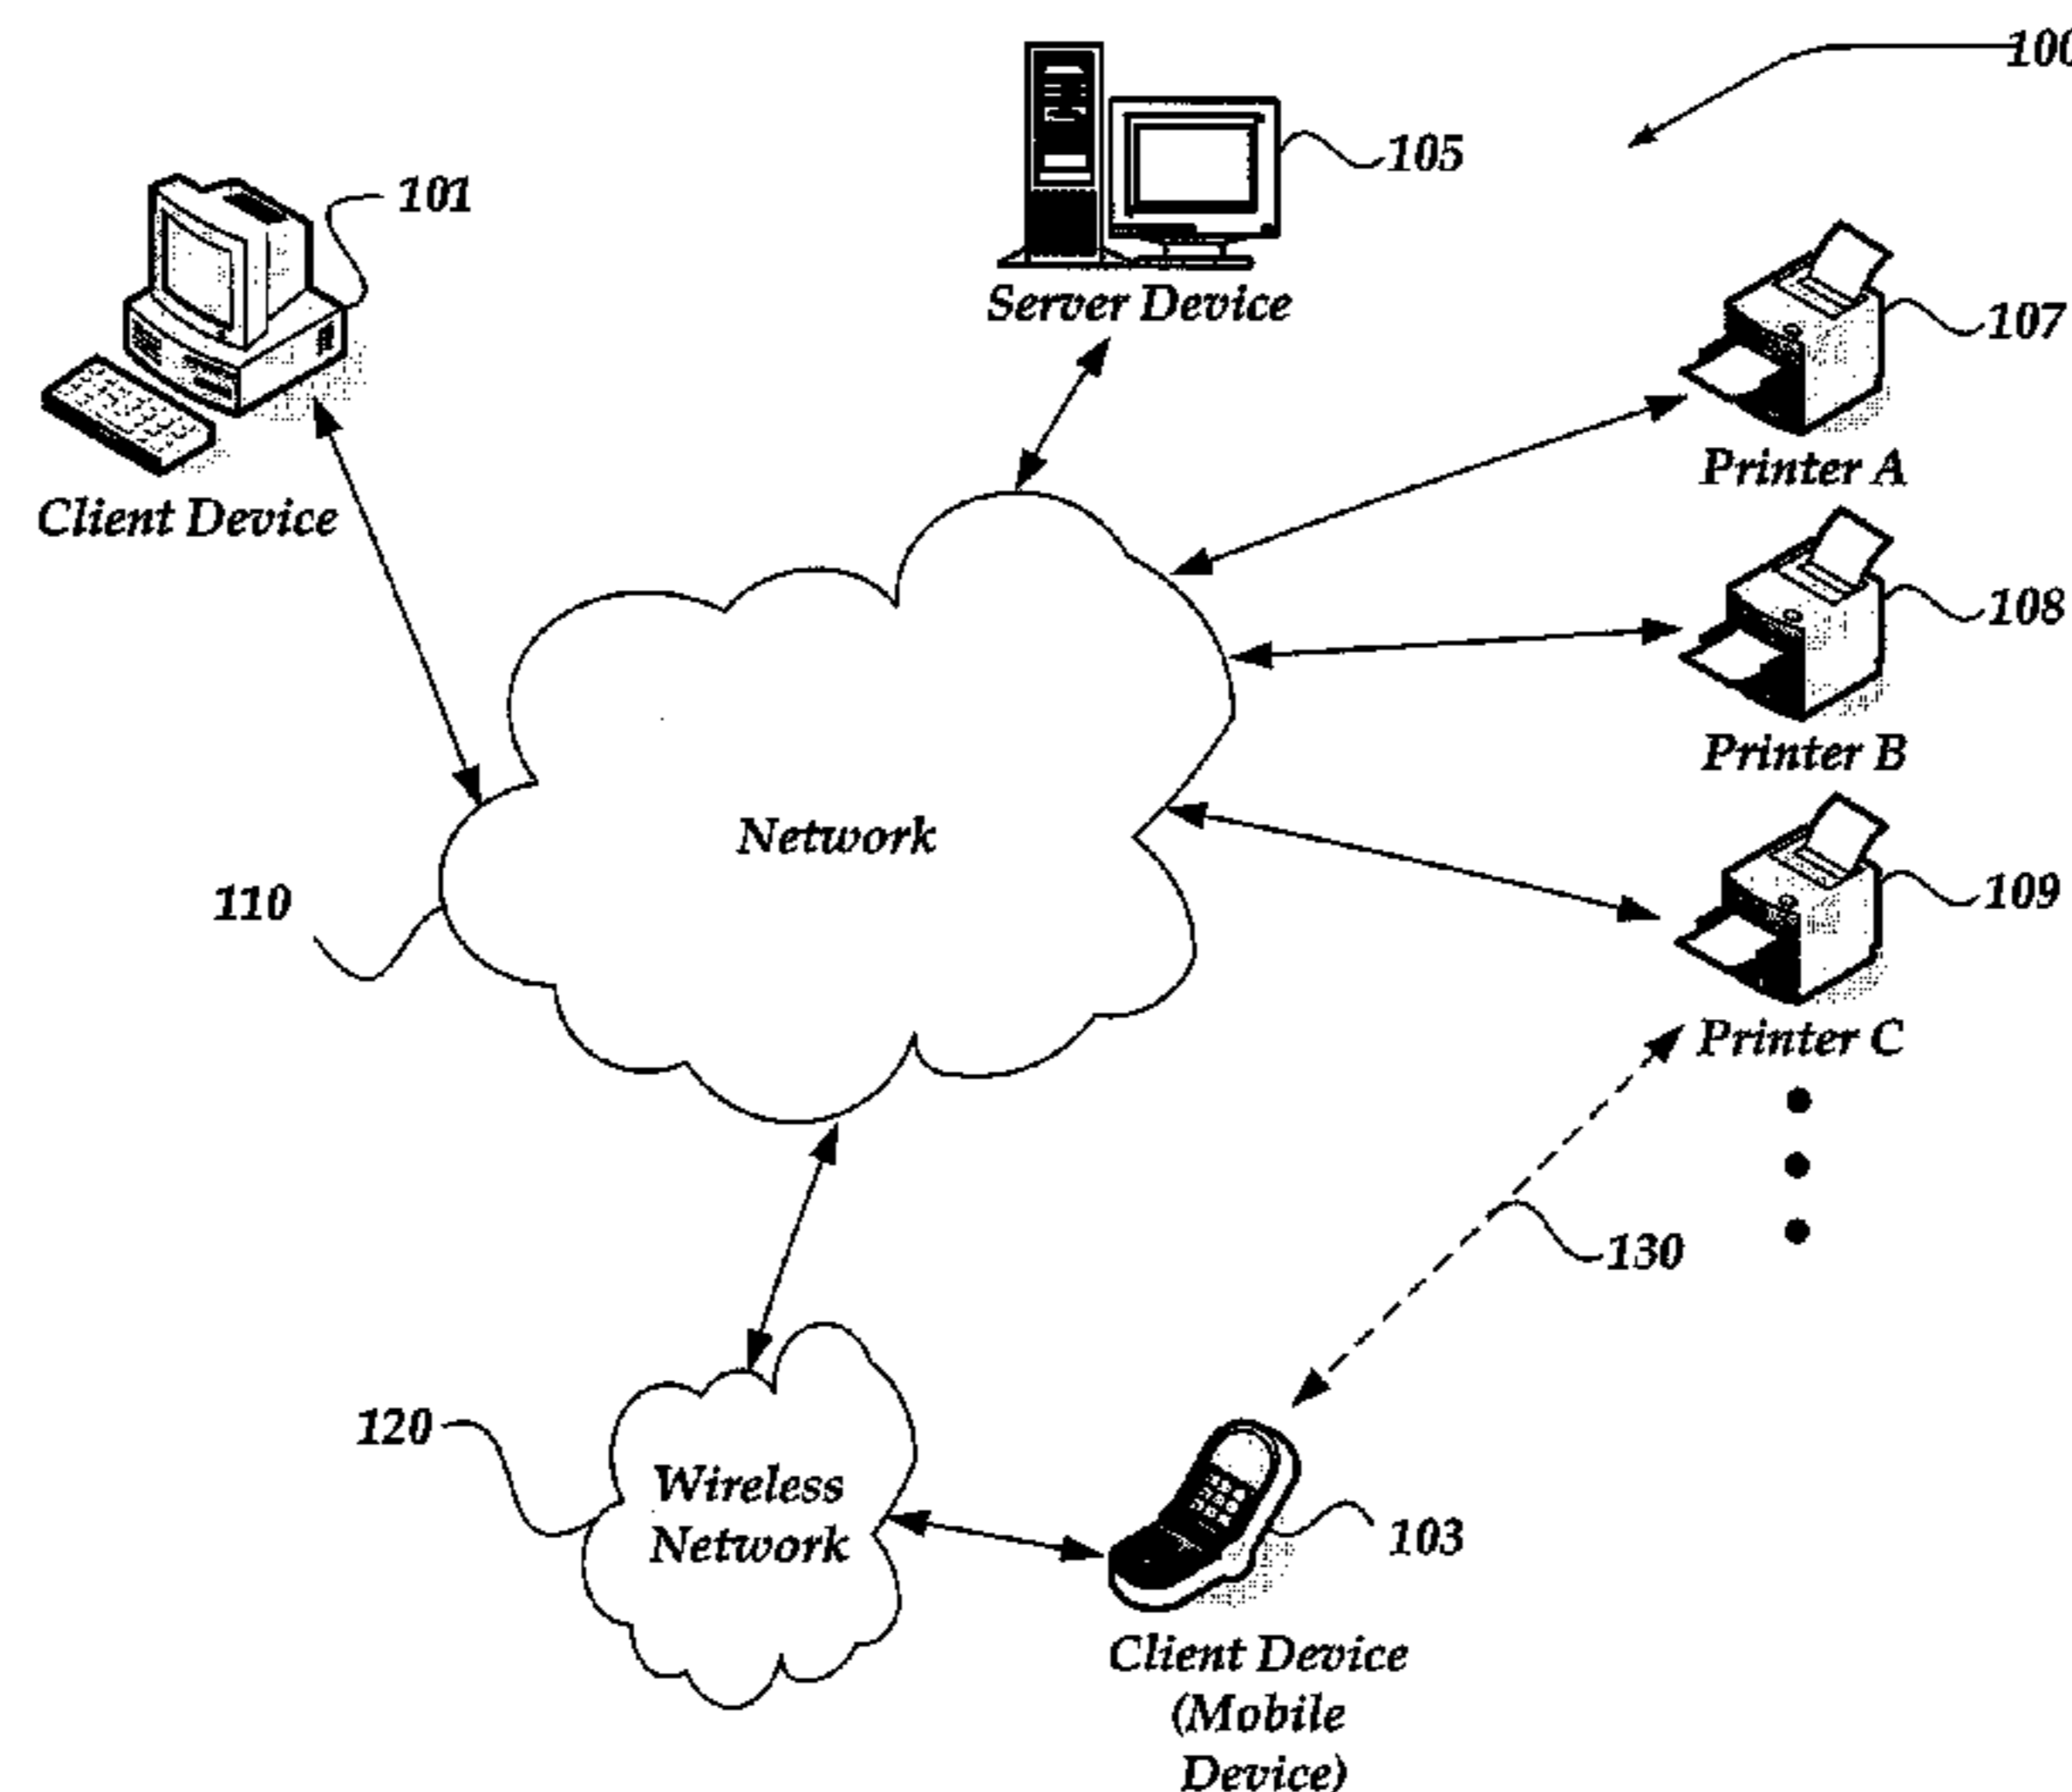 100
105
101
Server Device
107
Printer A
Client Device
108
Printer B
Network
110
109
Printer C
130
120
Wireless
Network
103
Client Device
(Mobile
Device)